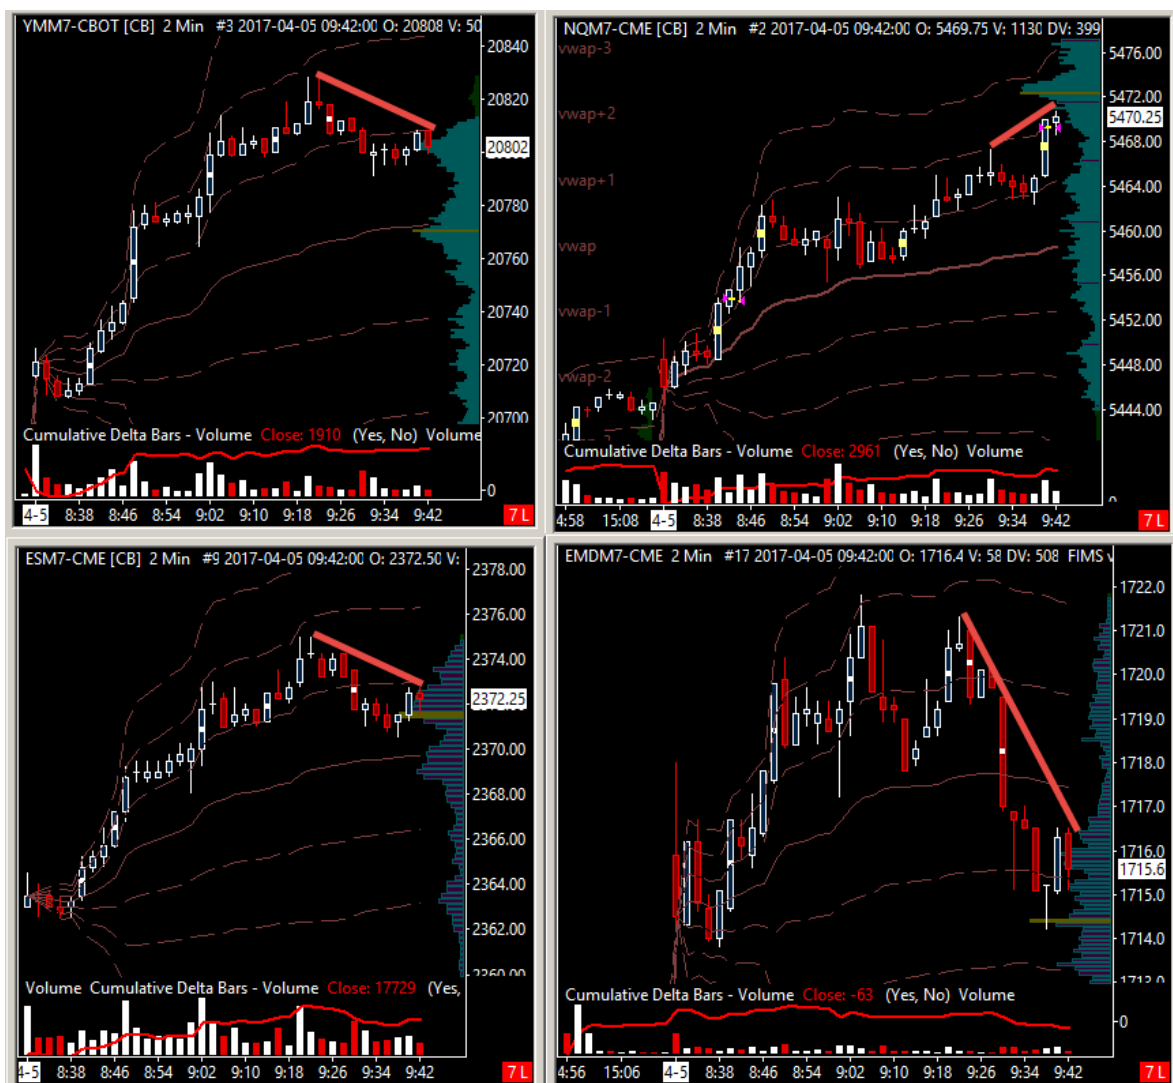 YMM7-CBOT [CB] 2 Min #3 2017-04-05 09:42:00 O: 20808 V: 50
20840
20820
20802
20800
20780
20760
20740
20720
20700
Cumulative Delta Bars - Volume Close: 1910 (Yes, No) Volume
0
4-5 8:38 8:46 8:54 9:02 9:10 9:18 9:26 9:34 9:42 7 L
NQM7-CME [CB] 2 Min #2 2017-04-05 09:42:00 O: 5469.75 V: 1130 DV: 399
vwap-3
vwap+2
vwap+1
vwap
vwap-1
vwap-2
5476.00
5472.00
5470.25
5468.00
5464.00
5460.00
5456.00
5452.00
5448.00
5444.00
Cumulative Delta Bars - Volume Close: 2961 (Yes, No) Volume
0
4:58 15:08 4-5 8:38 8:46 8:54 9:02 9:10 9:18 9:26 9:34 9:42 7 L
ESM7-CME [CB] 2 Min #9 2017-04-05 09:42:00 O: 2372.50 V:
2378.00
2376.00
2374.00
2372.25
2370.00
2368.00
2366.00
2364.00
2362.00
2360.00
Volume Cumulative Delta Bars - Volume Close: 17729 (Yes,
4-5 8:38 8:46 8:54 9:02 9:10 9:18 9:26 9:34 9:42 7 L
EMDM7-CME 2 Min #17 2017-04-05 09:42:00 O: 1716.4 V: 58 DV: 508 FIMS v
1722.0
1721.0
1720.0
1719.0
1718.0
1717.0
1716.0
1715.6
1715.0
1714.0
1713.0
Cumulative Delta Bars - Volume Close: -63 (Yes, No) Volume
0
4:56 15:06 4-5 8:38 8:46 8:54 9:02 9:10 9:18 9:26 9:34 9:42 7 L